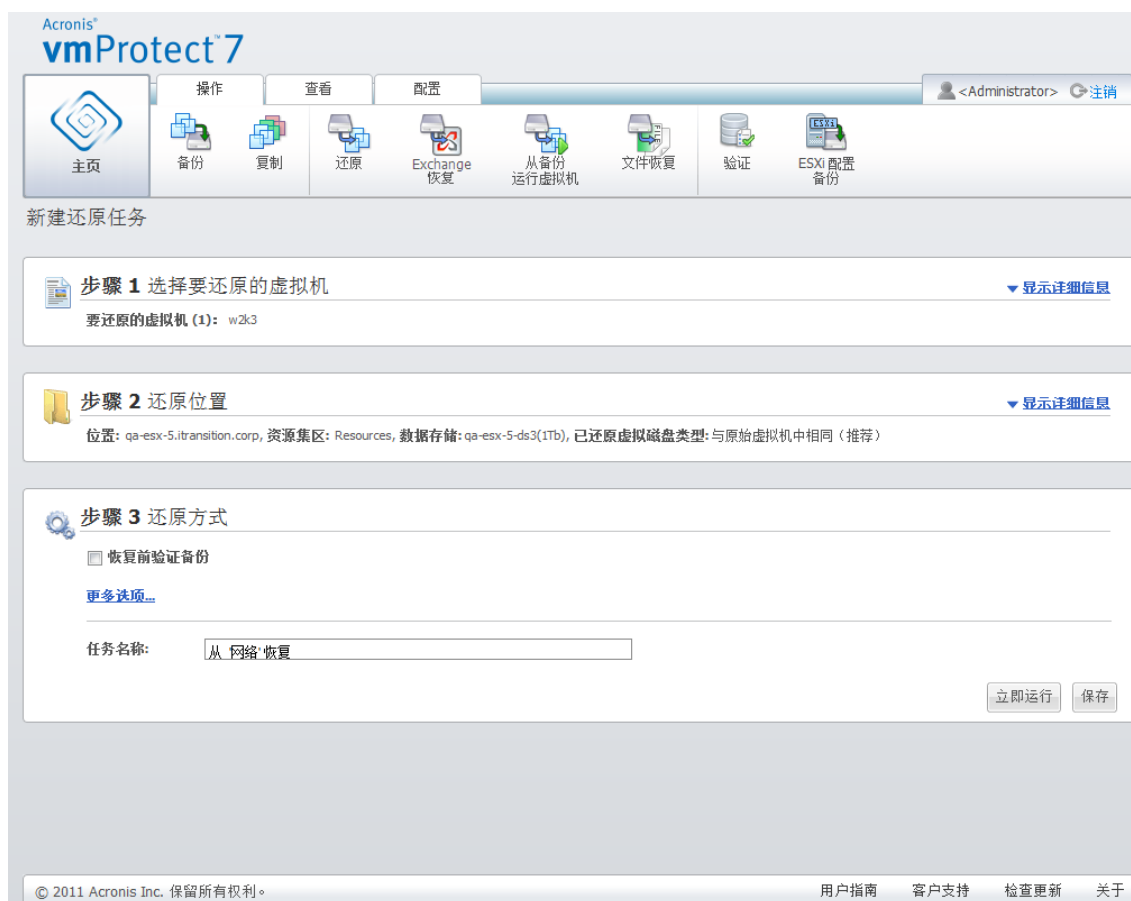 Acronis®
vmProtect™ 7
操作 查看 配置 <Administrator> 注销
主页
备份 复制 还原 Exchange 恢复 从备份 运行虚拟机 文件恢复 验证 ESXi 配置 备份
新建还原任务
步骤 1 选择要还原的虚拟机 显示详细信息
要还原的虚拟机 (1): w2k3
步骤 2 还原位置 显示详细信息
位置: qa-esx-5.itransition.corp, 资源集区: Resources, 数据存储: qa-esx-5-ds3(1Tb), 已还原虚拟磁盘类型: 与原始虚拟机中相同（推荐）
步骤 3 还原方式
恢复前验证备份
更多选项...
任务名称: 从 '网络' 恢复
立即运行 保存
© 2011 Acronis Inc. 保留所有权利。 用户指南 客户支持 检查更新 关于